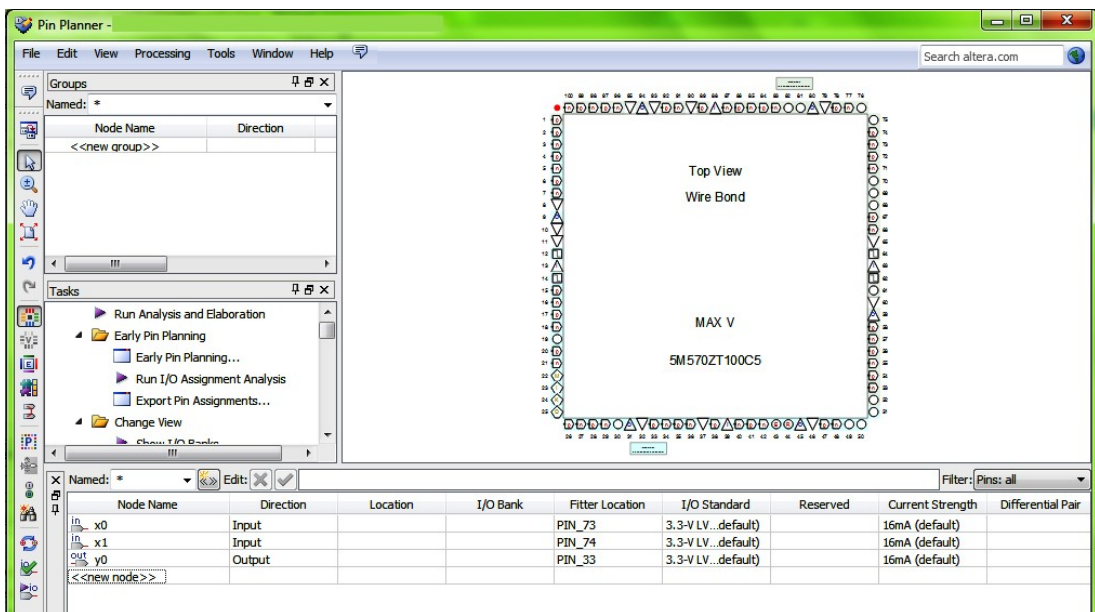 Pin Planner -
File Edit View Processing Tools Window Help
Search altera.com
Groups
Named: *
Node Name Direction
<<new group>>
Tasks
Run Analysis and Elaboration
Early Pin Planning
Early Pin Planning...
Run I/O Assignment Analysis
Export Pin Assignments...
Change View
Top View
Wire Bond
MAX V
5M570ZT100C5
Named: * Edit: Filter: Pins: all
Node Name Direction Location I/O Bank Fitter Location I/O Standard Reserved Current Strength Differential Pair
in x0 Input PIN_73 3.3-V LV...default) 16mA (default)
in x1 Input PIN_74 3.3-V LV...default) 16mA (default)
out y0 Output PIN_33 3.3-V LV...default) 16mA (default)
<<new node>>